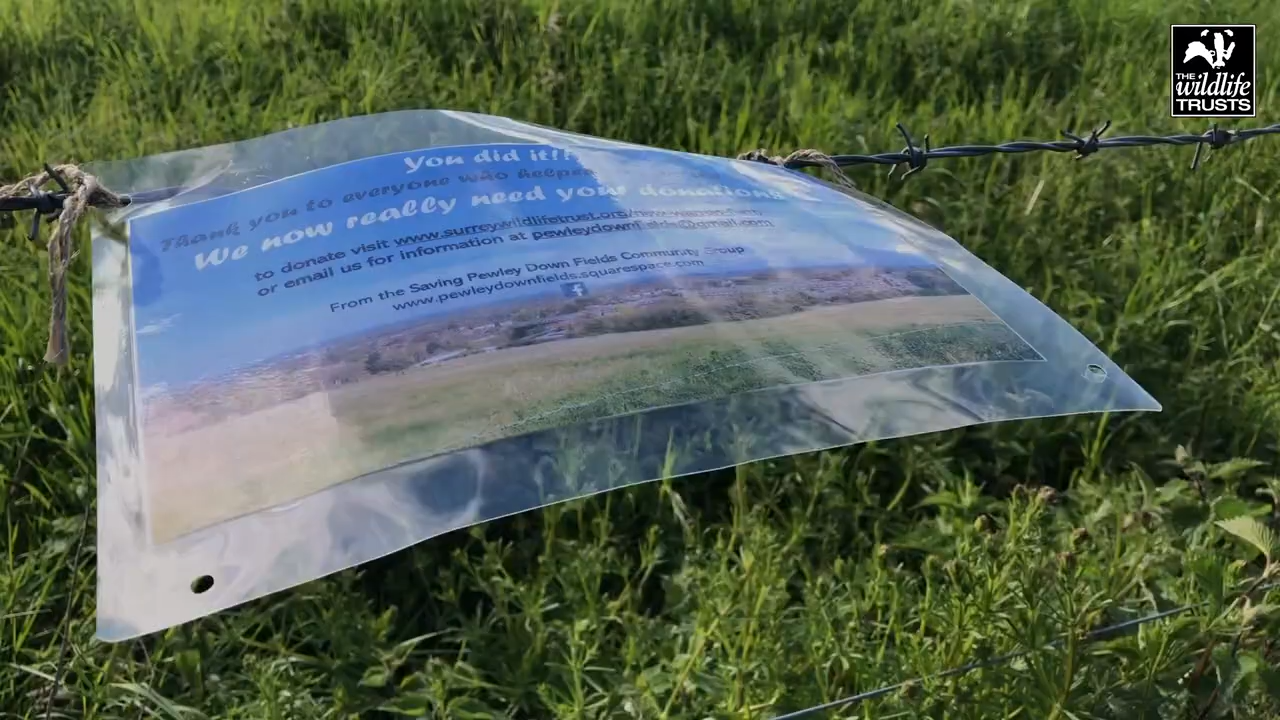 THE
wildlife
TRUSTS
You did it!!
Thank you to everyone who helped
We now really need your donations
to donate visit www.surreywildlifetrust.org/
or email us for information at pewleydownfields@gmail.com
From the Saving Pewley Down Fields Community Group
www.pewleydownfields.squarespace.com
f